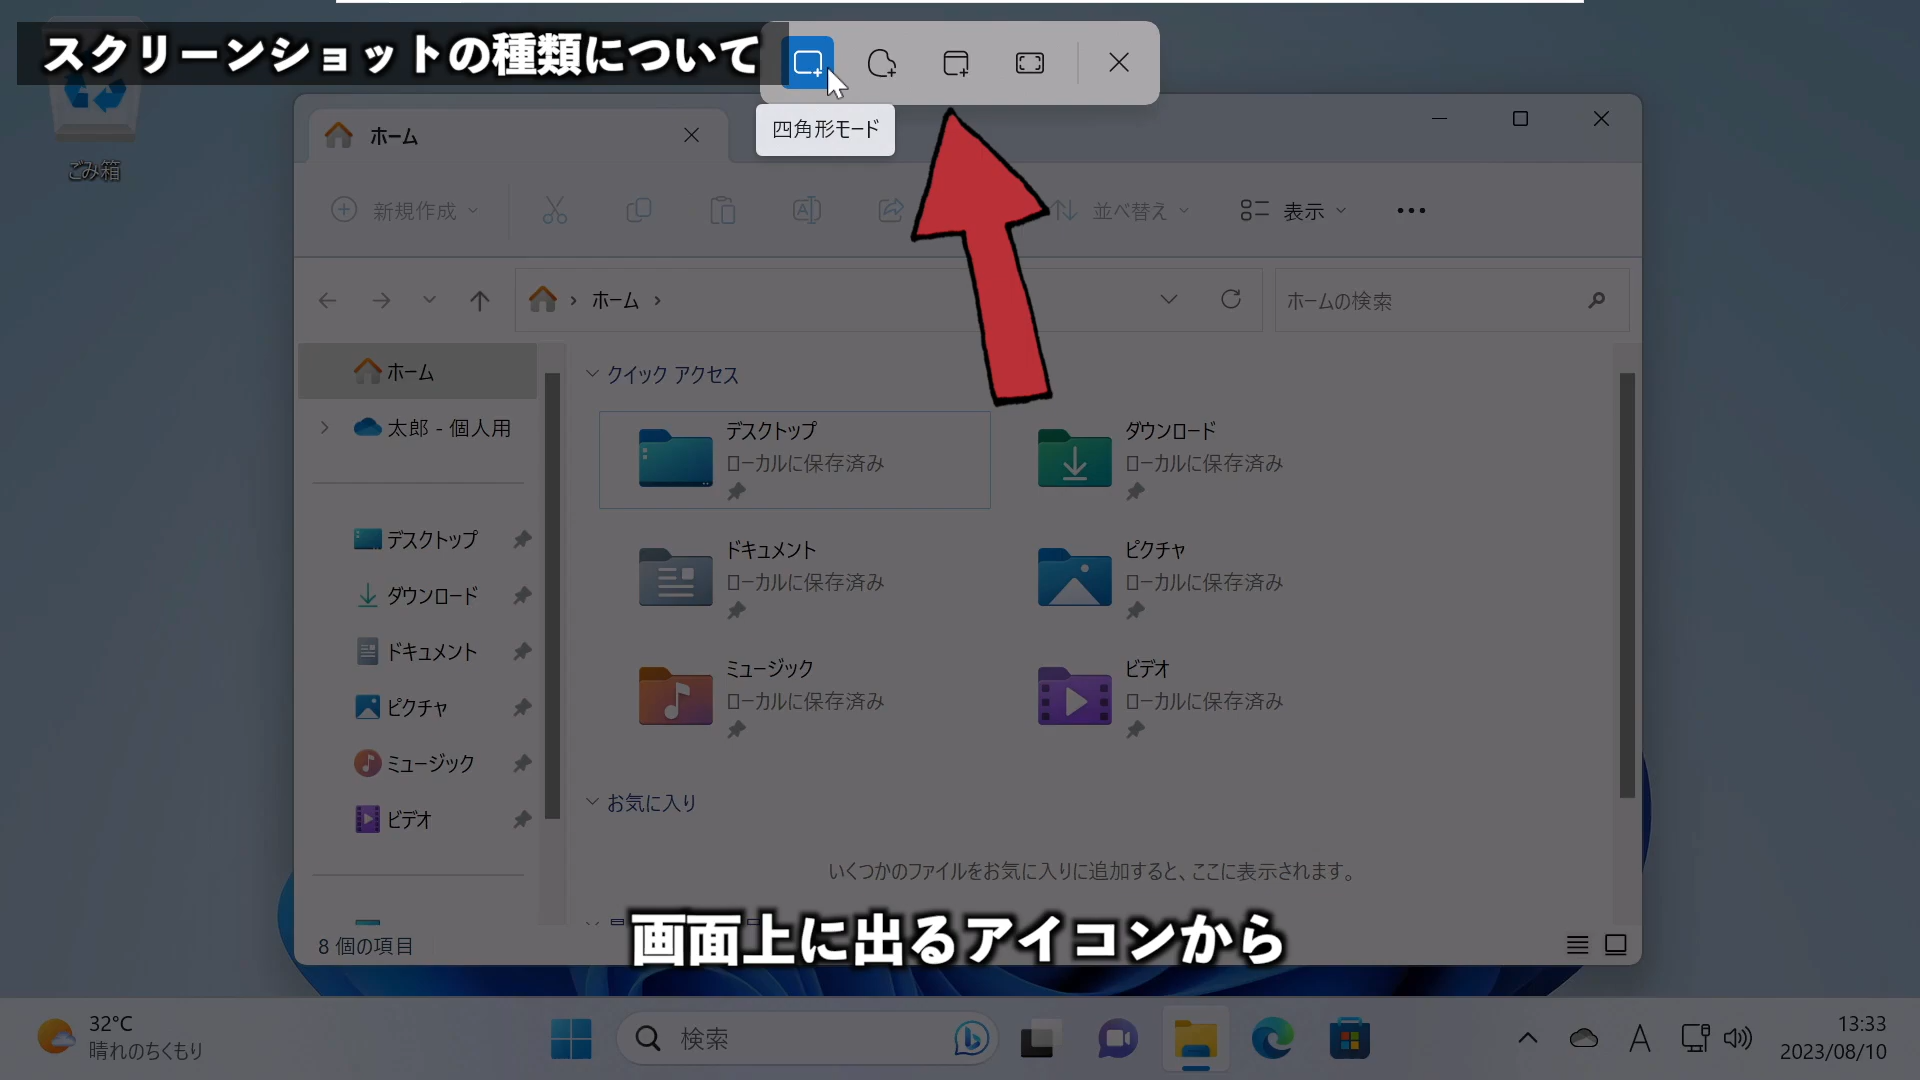 スクリーンショットの種類について
四角形モード
ごみ箱
ホーム
新規作成
並べ替え
表示
ホーム
ホームの検索
ホーム
太郎 - 個人用
デスクトップ
ダウンロード
ドキュメント
ピクチャ
ミュージック
ビデオ
クイック アクセス
デスクトップ
ローカルに保存済み
ダウンロード
ローカルに保存済み
ドキュメント
ローカルに保存済み
ピクチャ
ローカルに保存済み
ミュージック
ローカルに保存済み
ビデオ
ローカルに保存済み
お気に入り
いくつかのファイルをお気に入りに追加すると、ここに表示されます。
8 個の項目
画面上に出るアイコンから
32°C
晴れのちくもり
検索
A
13:33
2023/08/10